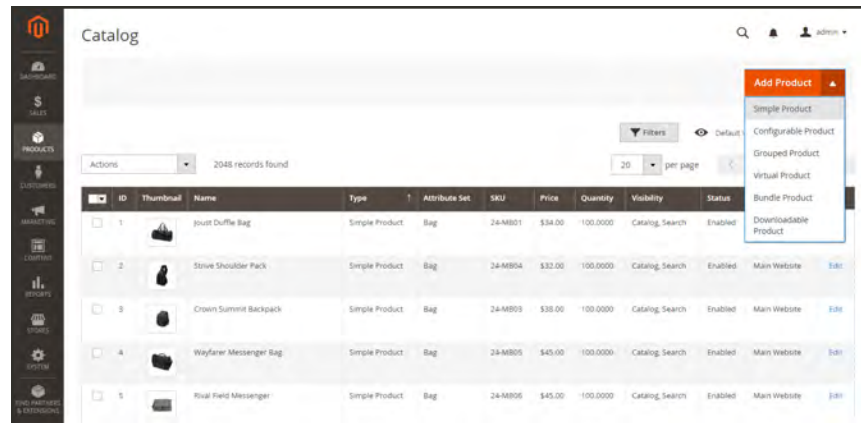 Catalog
admin
DASHBOARD
SALES
PRODUCTS
CUSTOMERS
MARKETING
CONTENT
REPORTS
STORES
SYSTEM
FIND PARTNERS
& EXTENSIONS
Add Product
Simple Product
Configurable Product
Grouped Product
Virtual Product
Bundle Product
Downloadable
Product
Filters
Default
Actions
2048 records found
20 per page
ID Thumbnail Name Type Attribute Set SKU Price Quantity Visibility Status
1 Joust Duffle Bag Simple Product Bag 24-MB01 $34.00 100.0000 Catalog, Search Enabled
2 Strive Shoulder Pack Simple Product Bag 24-MB04 $32.00 100.0000 Catalog, Search Enabled Main Website Edit
3 Crown Summit Backpack Simple Product Bag 24-MB03 $38.00 100.0000 Catalog, Search Enabled Main Website Edit
4 Wayfarer Messenger Bag Simple Product Bag 24-MB05 $45.00 100.0000 Catalog, Search Enabled Main Website Edit
5 Rival Field Messenger Simple Product Bag 24-MB06 $45.00 100.0000 Catalog, Search Enabled Main Website Edit